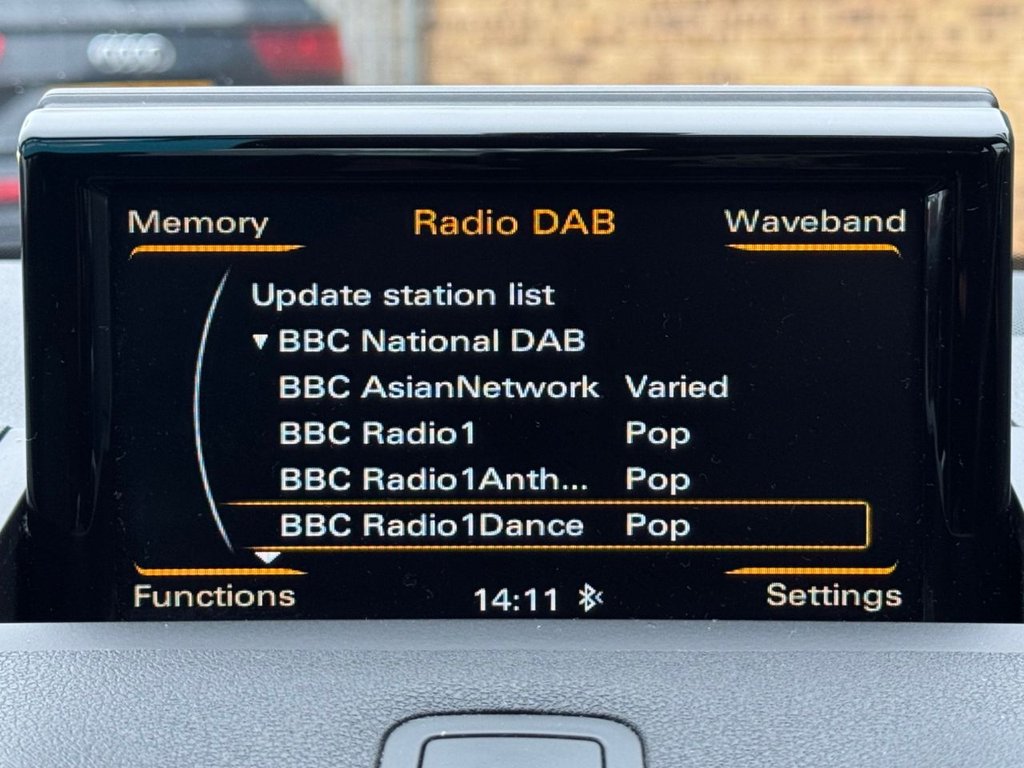 Memory Radio DAB Waveband
Update station list
▼ BBC National DAB
BBC AsianNetwork Varied
BBC Radio1 Pop
BBC Radio1Anth... Pop
BBC Radio1Dance Pop
Functions 14:11 Settings